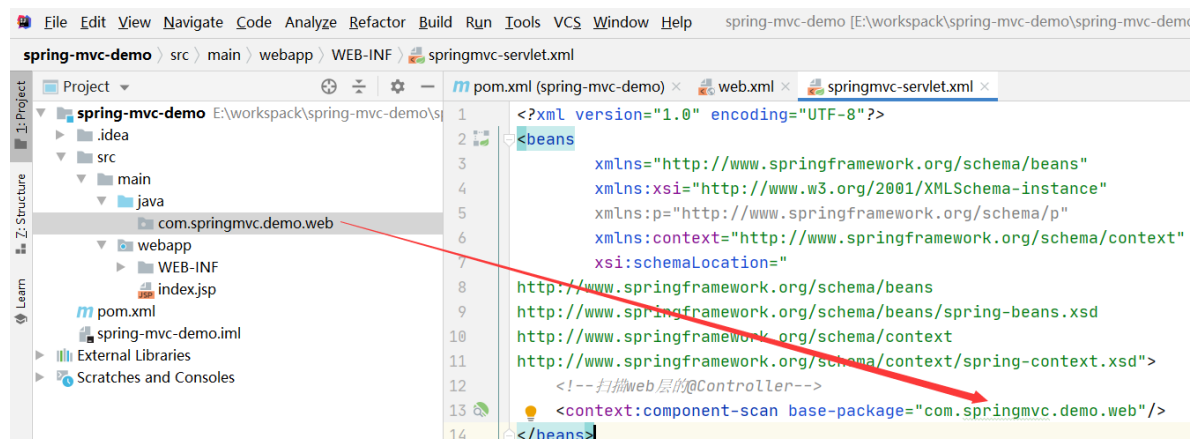 File Edit View Navigate Code Analyze Refactor Build Run Tools VCS Window Help spring-mvc-demo [E:\workspack\spring-mvc-demo\spring-mvc-demo
spring-mvc-demo 〉 src 〉 main 〉 webapp 〉 WEB-INF 〉 springmvc-servlet.xml
1: Project
Z: Structure
Learn
Project
spring-mvc-demo E:\workspack\spring-mvc-demo\s
.idea
src
main
java
com.springmvc.demo.web
webapp
WEB-INF
index.jsp
JSP
pom.xml
spring-mvc-demo.iml
External Libraries
Scratches and Consoles
m pom.xml (spring-mvc-demo) × web.xml × springmvc-servlet.xml ×
1 <?xml version="1.0" encoding="UTF-8"?>
2 <beans
3 xmlns="http://www.springframework.org/schema/beans"
4 xmlns:xsi="http://www.w3.org/2001/XMLSchema-instance"
5 xmlns:p="http://www.springframework.org/schema/p"
6 xmlns:context="http://www.springframework.org/schema/context"
7 xsi:schemaLocation="
8 http://www.springframework.org/schema/beans
9 http://www.springframework.org/schema/beans/spring-beans.xsd
10 http://www.springframework.org/schema/context
11 http://www.springframework.org/schema/context/spring-context.xsd">
12 <!--扫描web层的@Controller-->
13 <context:component-scan base-package="com.springmvc.demo.web"/>
14 </beans>